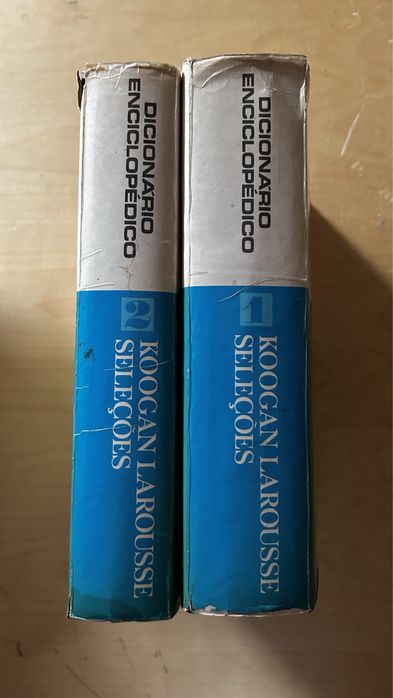 DICIONÁRIO
ENCICLOPÉDICO
2
KOOGAN LAROUSSE
SELEÇÕES
DICIONÁRIO
ENCICLOPÉDICO
1
KOOGAN LAROUSSE
SELEÇÕES